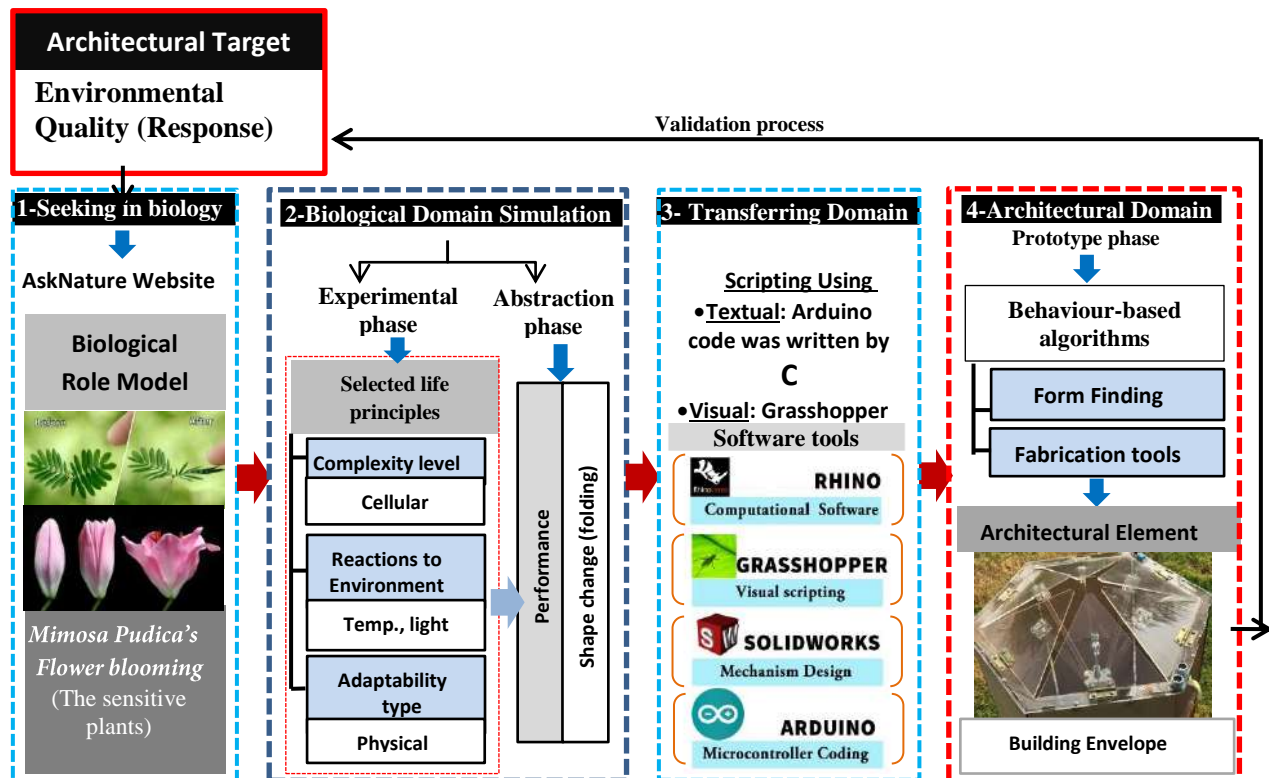 Architectural Target
Environmental
Quality (Response)
Validation process
1-Seeking in biology
AskNature Website
Biological
Role Model
Before
After
Mimosa Pudica's
Flower blooming
(The sensitive
plants)
2-Biological Domain Simulation
Experimental
phase
Abstraction
phase
Selected life
principles
Complexity level
Cellular
Reactions to
Environment
Temp., light
Adaptability
type
Physical
Performance
Shape change (folding)
3- Transferring Domain
Scripting Using
•Textual: Arduino
code was written by
C
•Visual: Grasshopper
Software tools
RHINO
Computational Software
GRASSHOPPER
Visual scripting
SW
SOLIDWORKS
Mechanism Design
ARDUINO
Microcontroller Coding
4-Architectural Domain
Prototype phase
Behaviour-based
algorithms
Form Finding
Fabrication tools
Architectural Element
Building Envelope